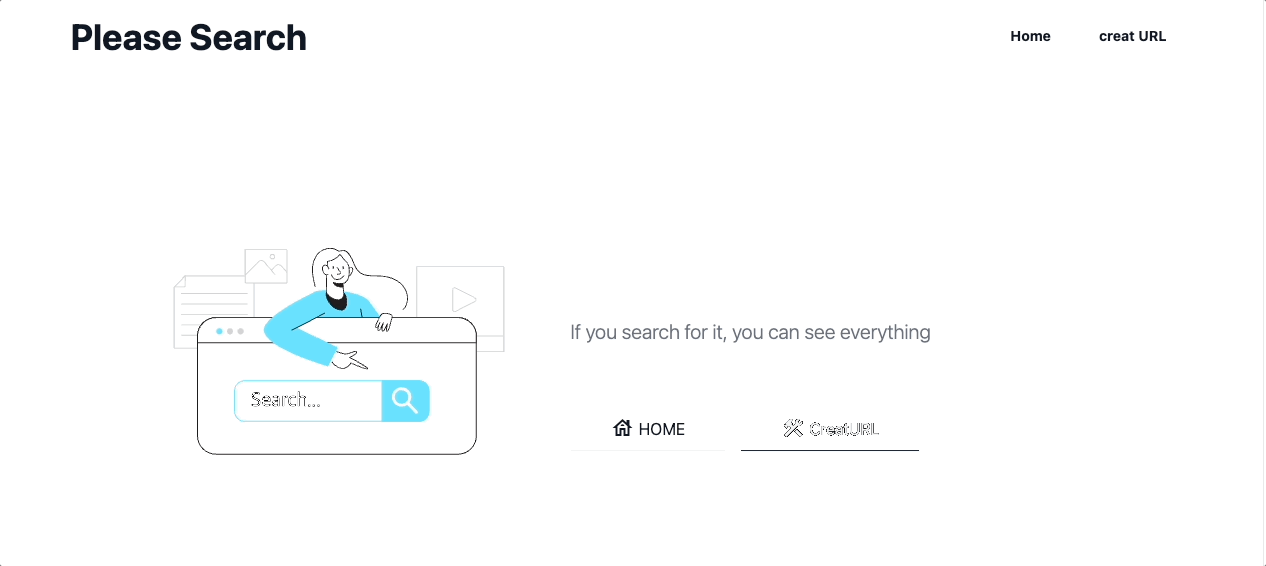 Please Search
Home
creat URL
If you search for it, you can see everything
Search...
HOME
CreatURL